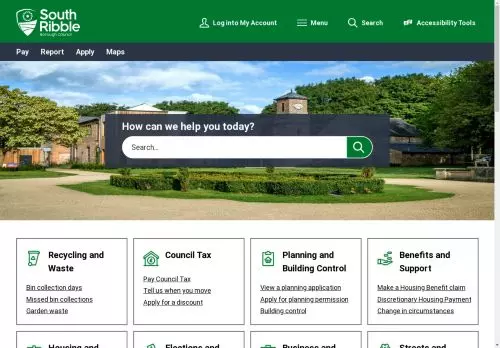 South
Ribble
Borough Council
Log into My Account
Menu
Search
Accessibility Tools
Pay
Report
Apply
Maps
How can we help you today?
Search...
Recycling and
Waste
Bin collection days
Missed bin collections
Garden waste
Council Tax
Pay Council Tax
Tell us when you move
Apply for a discount
Planning and
Building Control
View a planning application
Apply for planning permission
Building control
Benefits and
Support
Make a Housing Benefit claim
Discretionary Housing Payment
Change in circumstances
Housing and
Elections and
Business and
Streets and